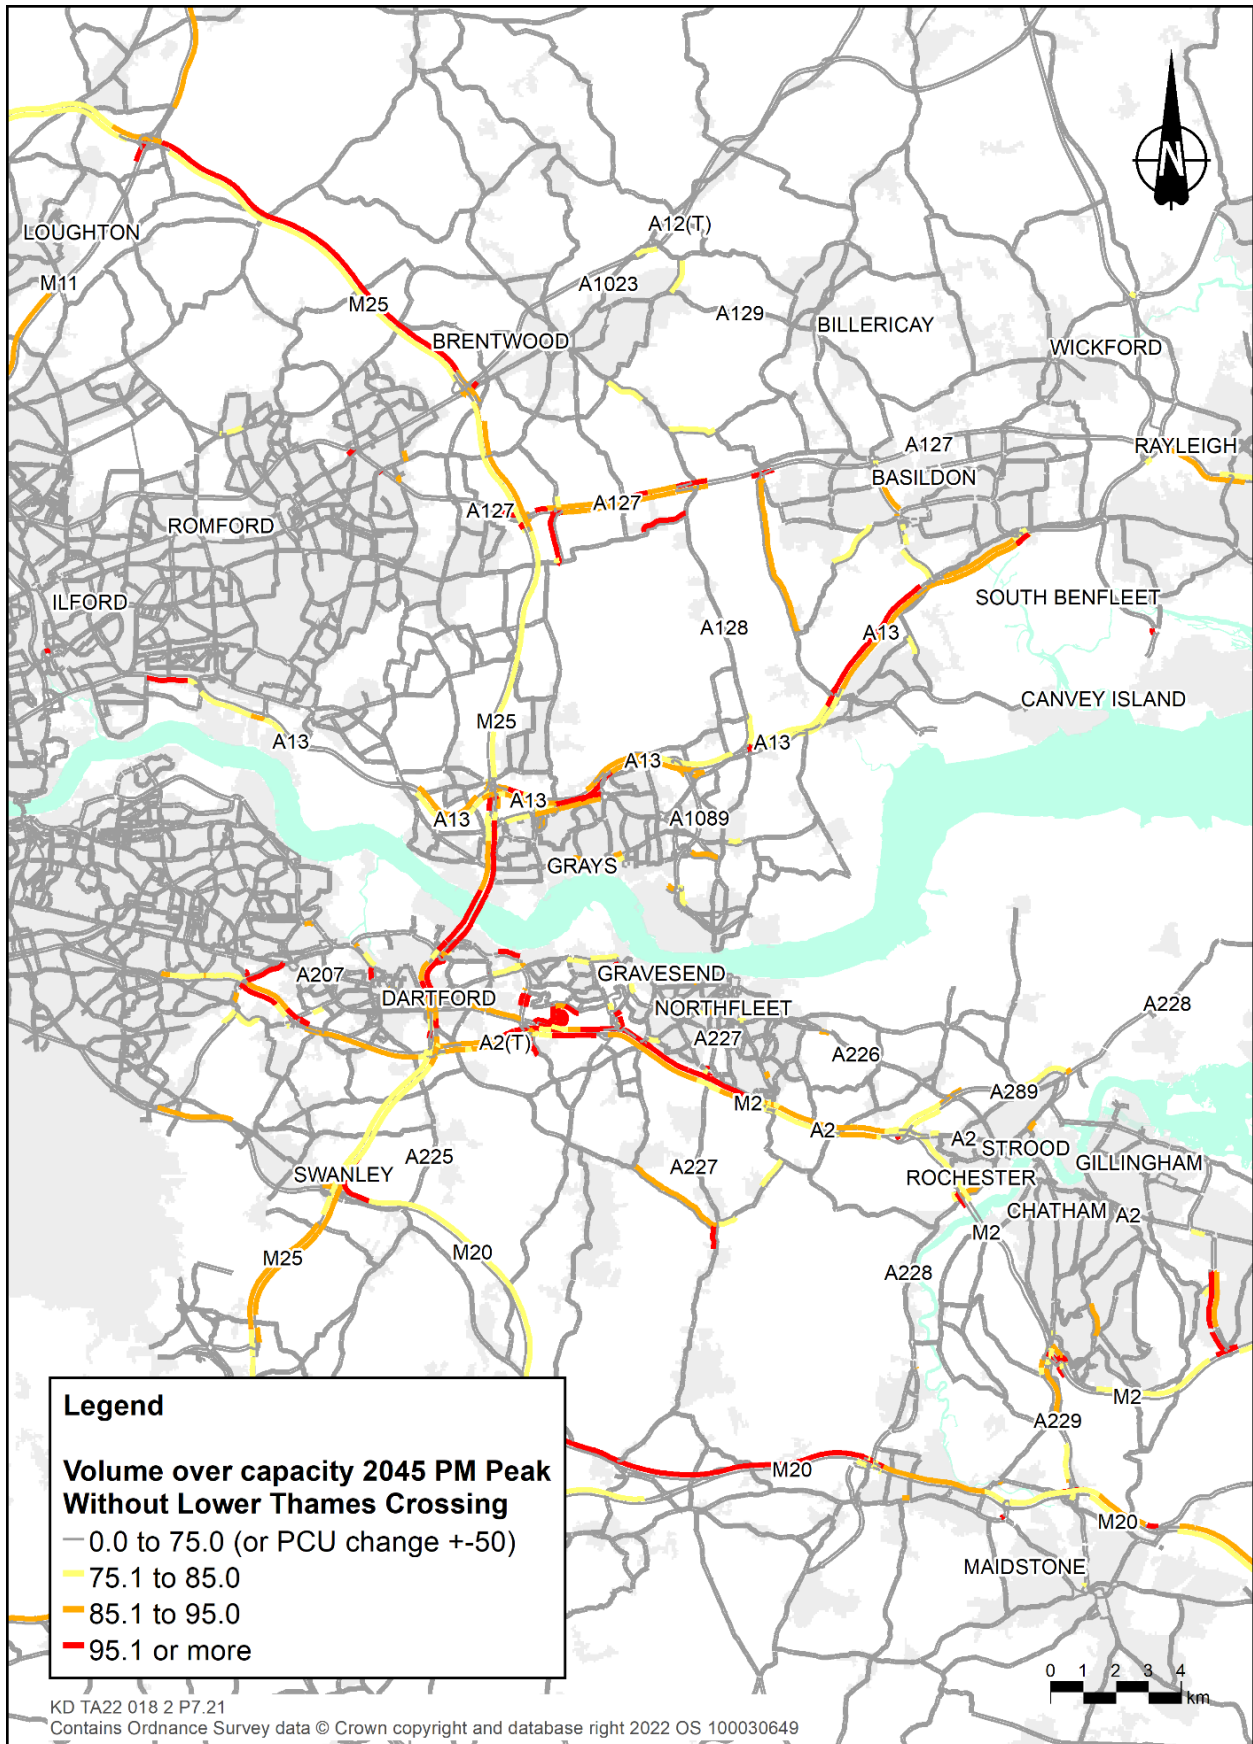 N
A12(T)
LOUGHTON
M11
A1023
M25
A129
BILLERICAY
BRENTWOOD
WICKFORD
A127
RAYLEIGH
BASILDON
A127
A127
ROMFORD
ILFORD
SOUTH BENFLEET
A128
A13
CANVEY ISLAND
M25
A13
A13
A13
A13
A13
A1089
GRAYS
A207
GRAVESEND
DARTFORD
NORTHFLEET
A228
A2(T)
A227
A226
A289
M2
A2
A2
STROOD
A225
A227
GILLINGHAM
SWANLEY
ROCHESTER
CHATHAM
A2
M2
M25
M20
A228
M2
A229
M20
M20
MAIDSTONE
Legend
Volume over capacity 2045 PM Peak
Without Lower Thames Crossing
0.0 to 75.0 (or PCU change +-50)
75.1 to 85.0
85.1 to 95.0
95.1 or more
0 1 2 3 4
km
KD TA22 018 2 P7.21
Contains Ordnance Survey data © Crown copyright and database right 2022 OS 100030649